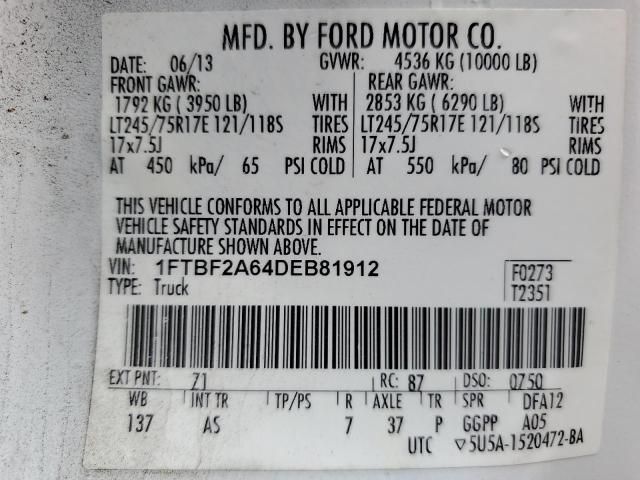 MFD. BY FORD MOTOR CO.
DATE: 06/13 GVWR: 4536 KG (10000 LB)
FRONT GAWR: REAR GAWR:
1792 KG ( 3950 LB) WITH 2853 KG ( 6290 LB) WITH
LT245/75R17E 121/118S TIRES LT245/75R17E 121/118S TIRES
17x7.5J RIMS 17x7.5J RIMS
AT 450 kPa/ 65 PSI COLD AT 550 kPa/ 80 PSI COLD
THIS VEHICLE CONFORMS TO ALL APPLICABLE FEDERAL MOTOR
VEHICLE SAFETY STANDARDS IN EFFECT ON THE DATE OF
MANUFACTURE SHOWN ABOVE.
VIN: 1FTBF2A64DEB81912 F0273
TYPE: Truck T2351
EXT PNT: Z1 RC: 87 DSO: 0750
WB INT TR TP/PS R AXLE TR SPR DFA12
137 AS 7 37 P GGPP A05
UTC ▽5U5A-1520472-BA